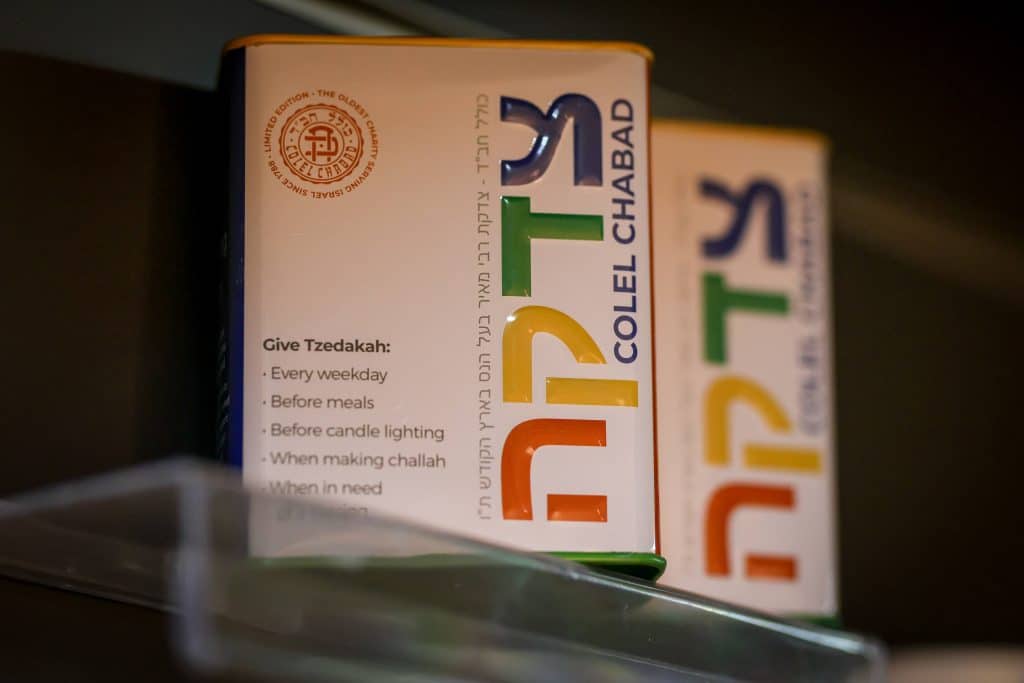 LIMITED EDITION • THE OLDEST CHARITY SERVING ISRAEL SINCE 1788 •
כולל חב"ד
COLEL CHABAD
Give Tzedakah:
• Every weekday
• Before meals
• Before candle lighting
• When making challah
• When in need
כולל חב"ד - צדקת רבי מאיר בעל הנס בארץ הקודש ת"ו
צדקה
COLEL CHABAD
צדקה
COLEL CHABAD